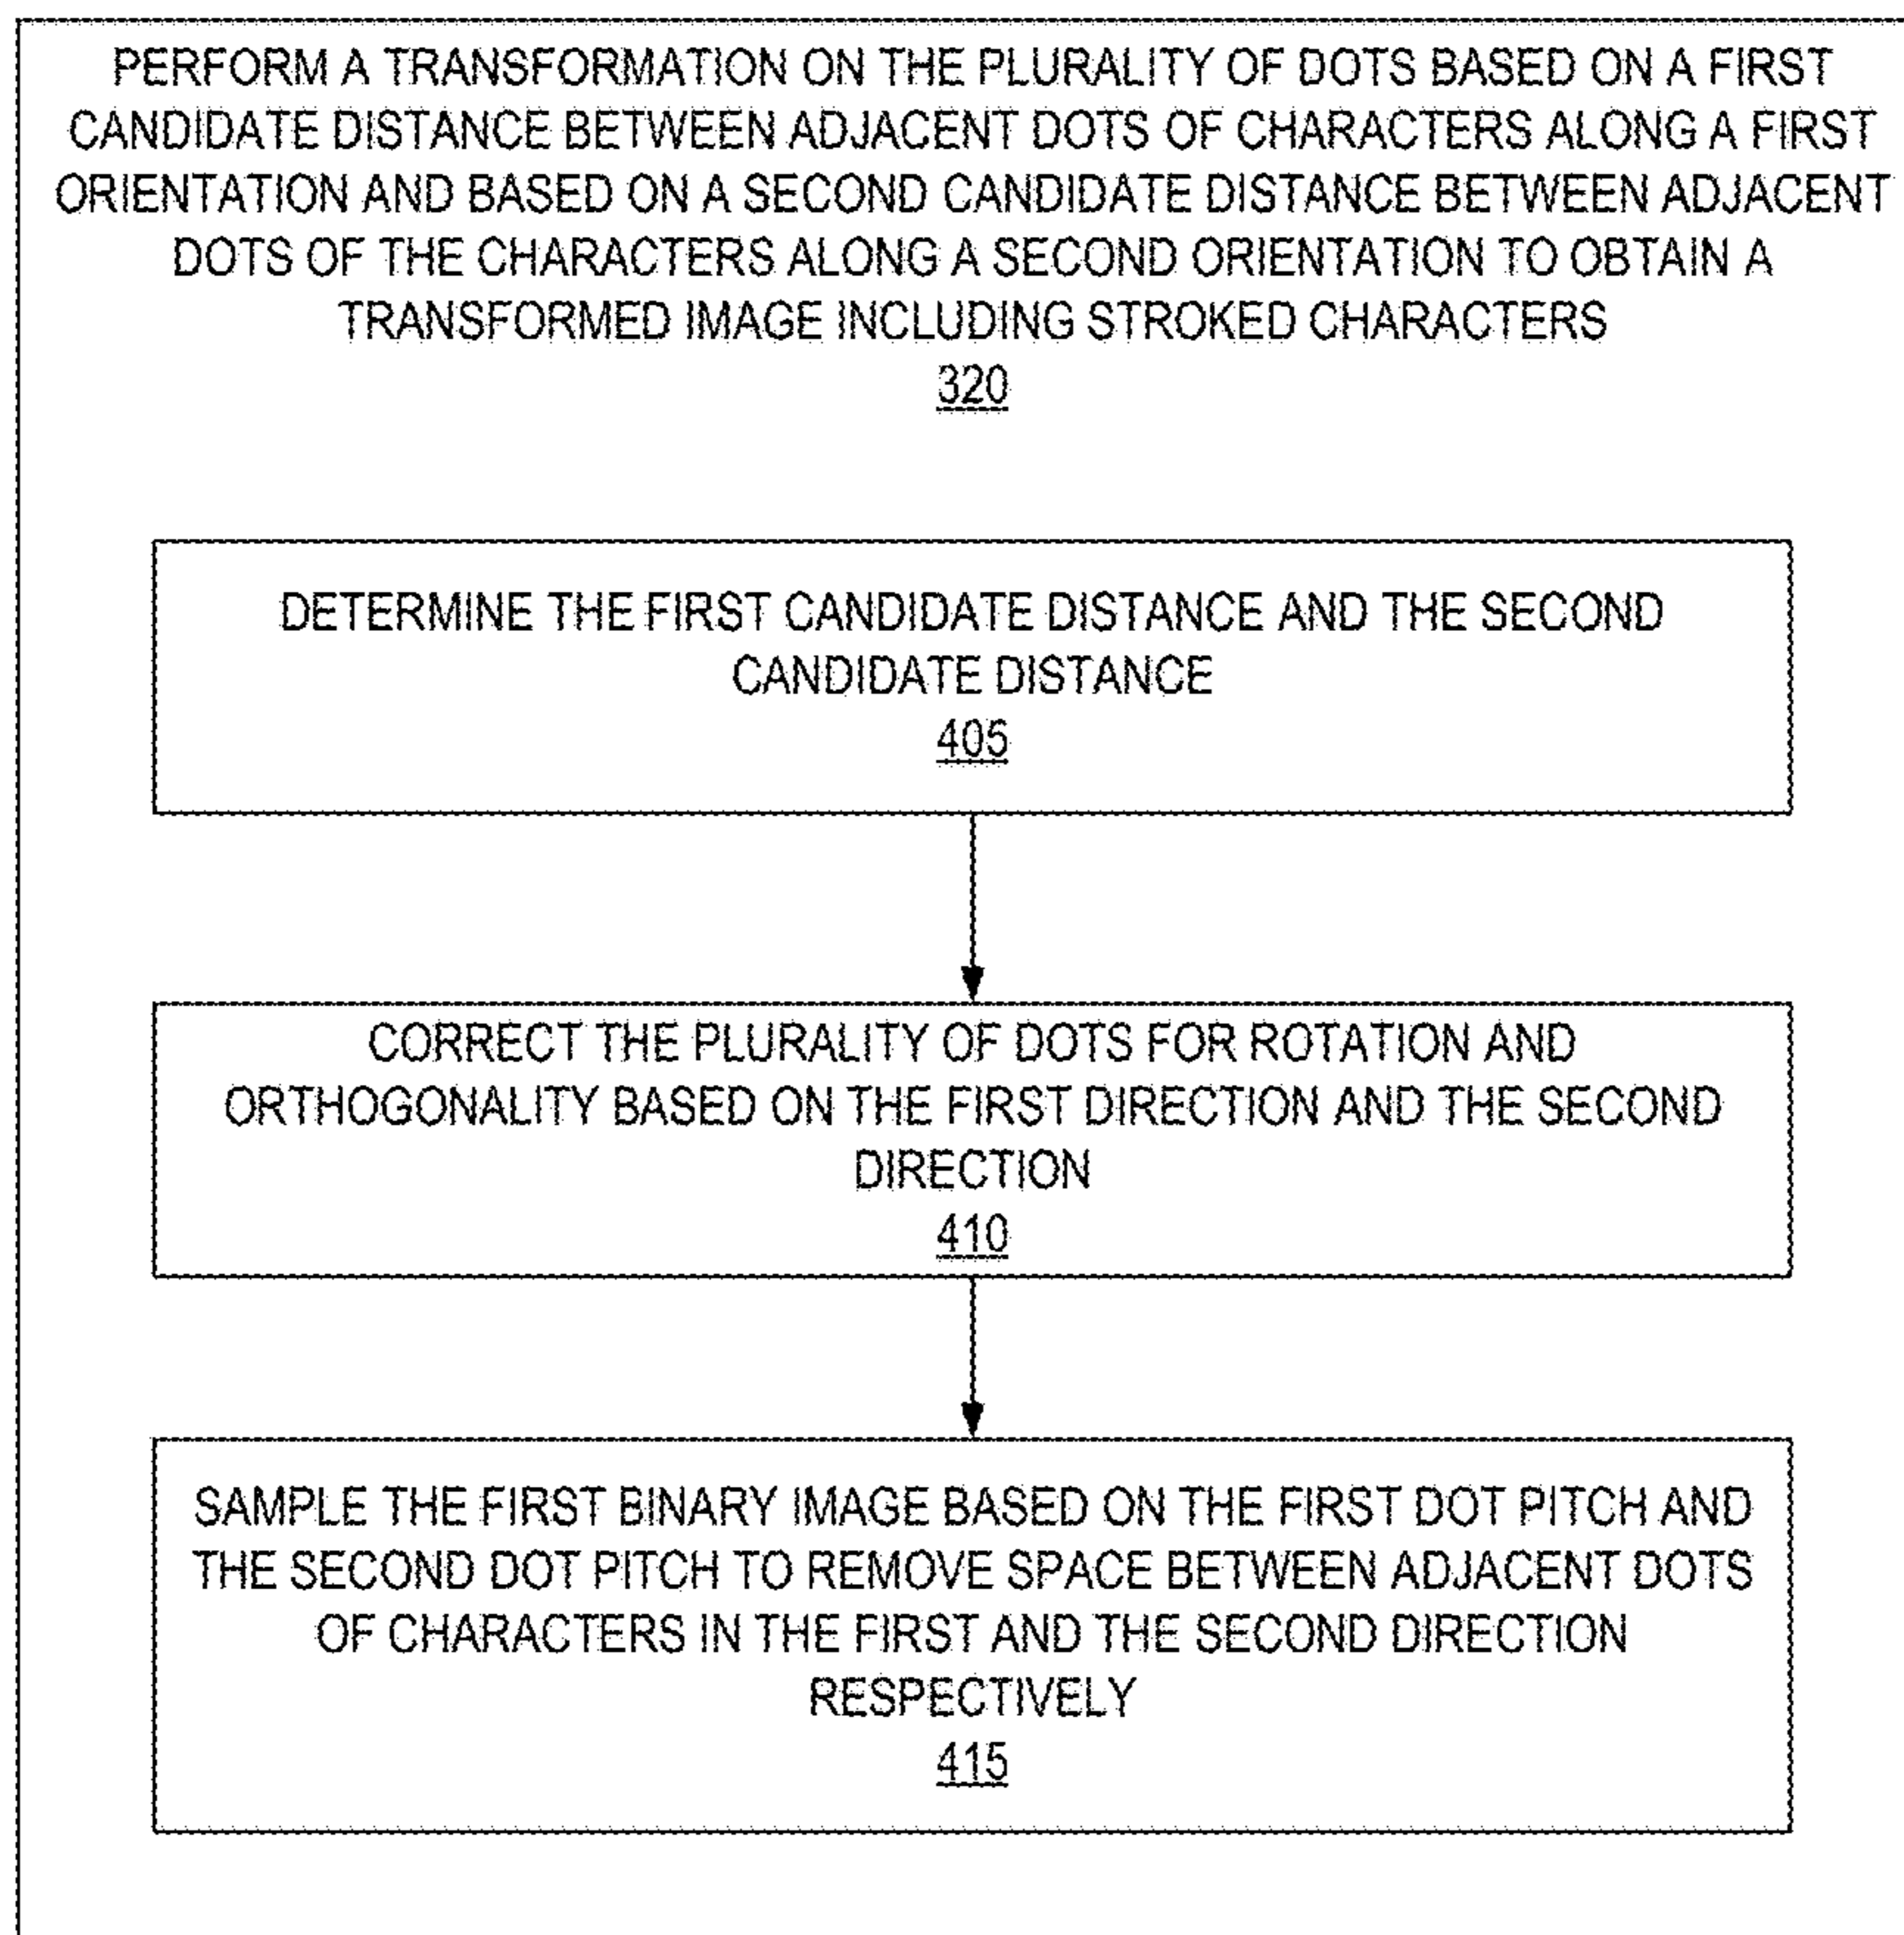 PERFORM A TRANSFORMATION ON THE PLURALITY OF DOTS BASED ON A FIRST
CANDIDATE DISTANCE BETWEEN ADJACENT DOTS OF CHARACTERS ALONG A FIRST
ORIENTATION AND BASED ON A SECOND CANDIDATE DISTANCE BETWEEN ADJACENT
DOTS OF THE CHARACTERS ALONG A SECOND ORIENTATION TO OBTAIN A
TRANSFORMED IMAGE INCLUDING STROKED CHARACTERS
320
DETERMINE THE FIRST CANDIDATE DISTANCE AND THE SECOND
CANDIDATE DISTANCE
405
CORRECT THE PLURALITY OF DOTS FOR ROTATION AND
ORTHOGONALITY BASED ON THE FIRST DIRECTION AND THE SECOND
DIRECTION
410
SAMPLE THE FIRST BINARY IMAGE BASED ON THE FIRST DOT PITCH AND
THE SECOND DOT PITCH TO REMOVE SPACE BETWEEN ADJACENT DOTS
OF CHARACTERS IN THE FIRST AND THE SECOND DIRECTION
RESPECTIVELY
415